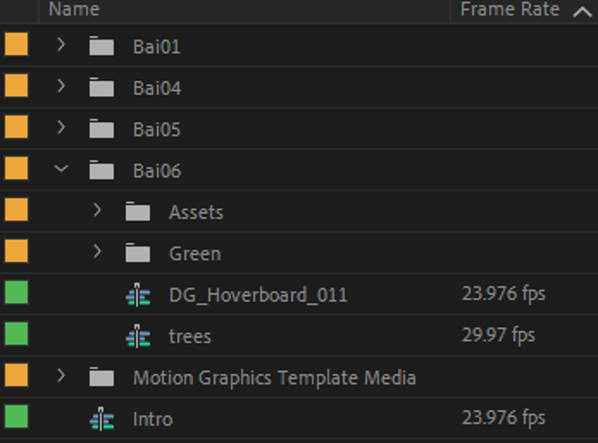 Name Frame Rate
Bai01
Bai04
Bai05
Bai06
Assets
Green
DG_Hoverboard_011 23.976 fps
trees 29.97 fps
Motion Graphics Template Media
Intro 23.976 fps